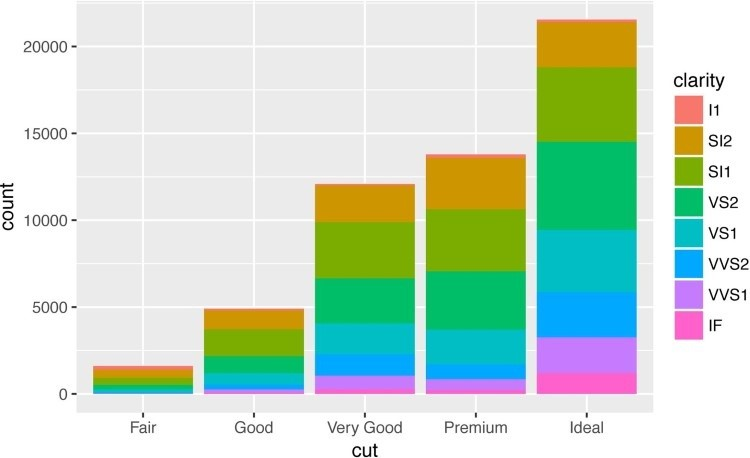 20000
15000
10000
5000
0
count
Fair Good Very Good Premium Ideal
cut
clarity
I1
SI2
SI1
VS2
VS1
VVS2
VVS1
IF